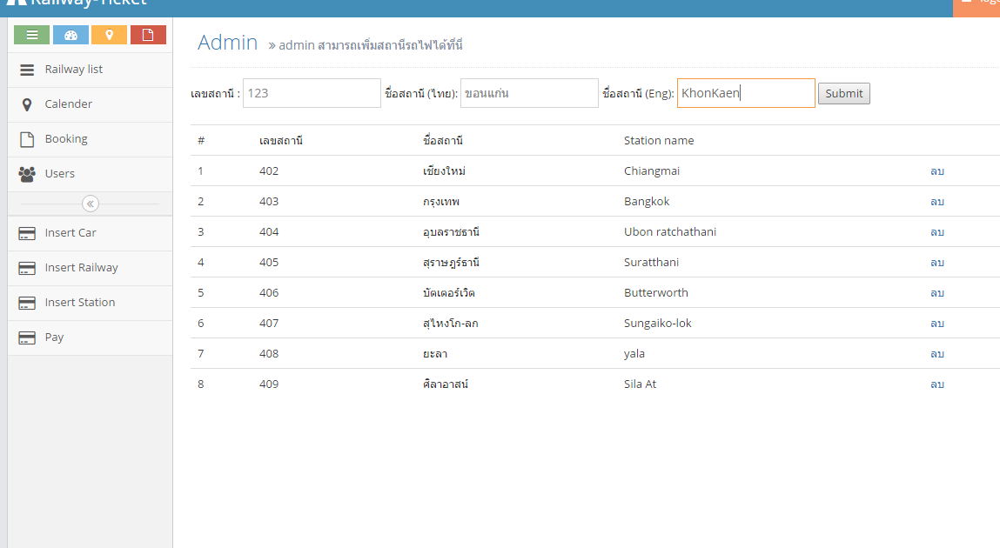 Railway-Ticket
Railway list
Calender
Booking
Users
Insert Car
Insert Railway
Insert Station
Pay
Admin » admin สามารถเพิ่มสถานีรถไฟได้ที่นี่
เลขสถานี : 123 ชื่อสถานี (ไทย): ขอนแก่น ชื่อสถานี (Eng): KhonKaen Submit
# เลขสถานี ชื่อสถานี Station name
1 402 เชียงใหม่ Chiangmai ลบ
2 403 กรุงเทพ Bangkok ลบ
3 404 อุบลราชธานี Ubon ratchathani ลบ
4 405 สุราษฎร์ธานี Suratthani ลบ
5 406 บัตเตอร์เวิต Butterworth ลบ
6 407 สุไหงโก-ลก Sungaiko-lok ลบ
7 408 ยะลา yala ลบ
8 409 ศิลาอาสน์ Sila At ลบ